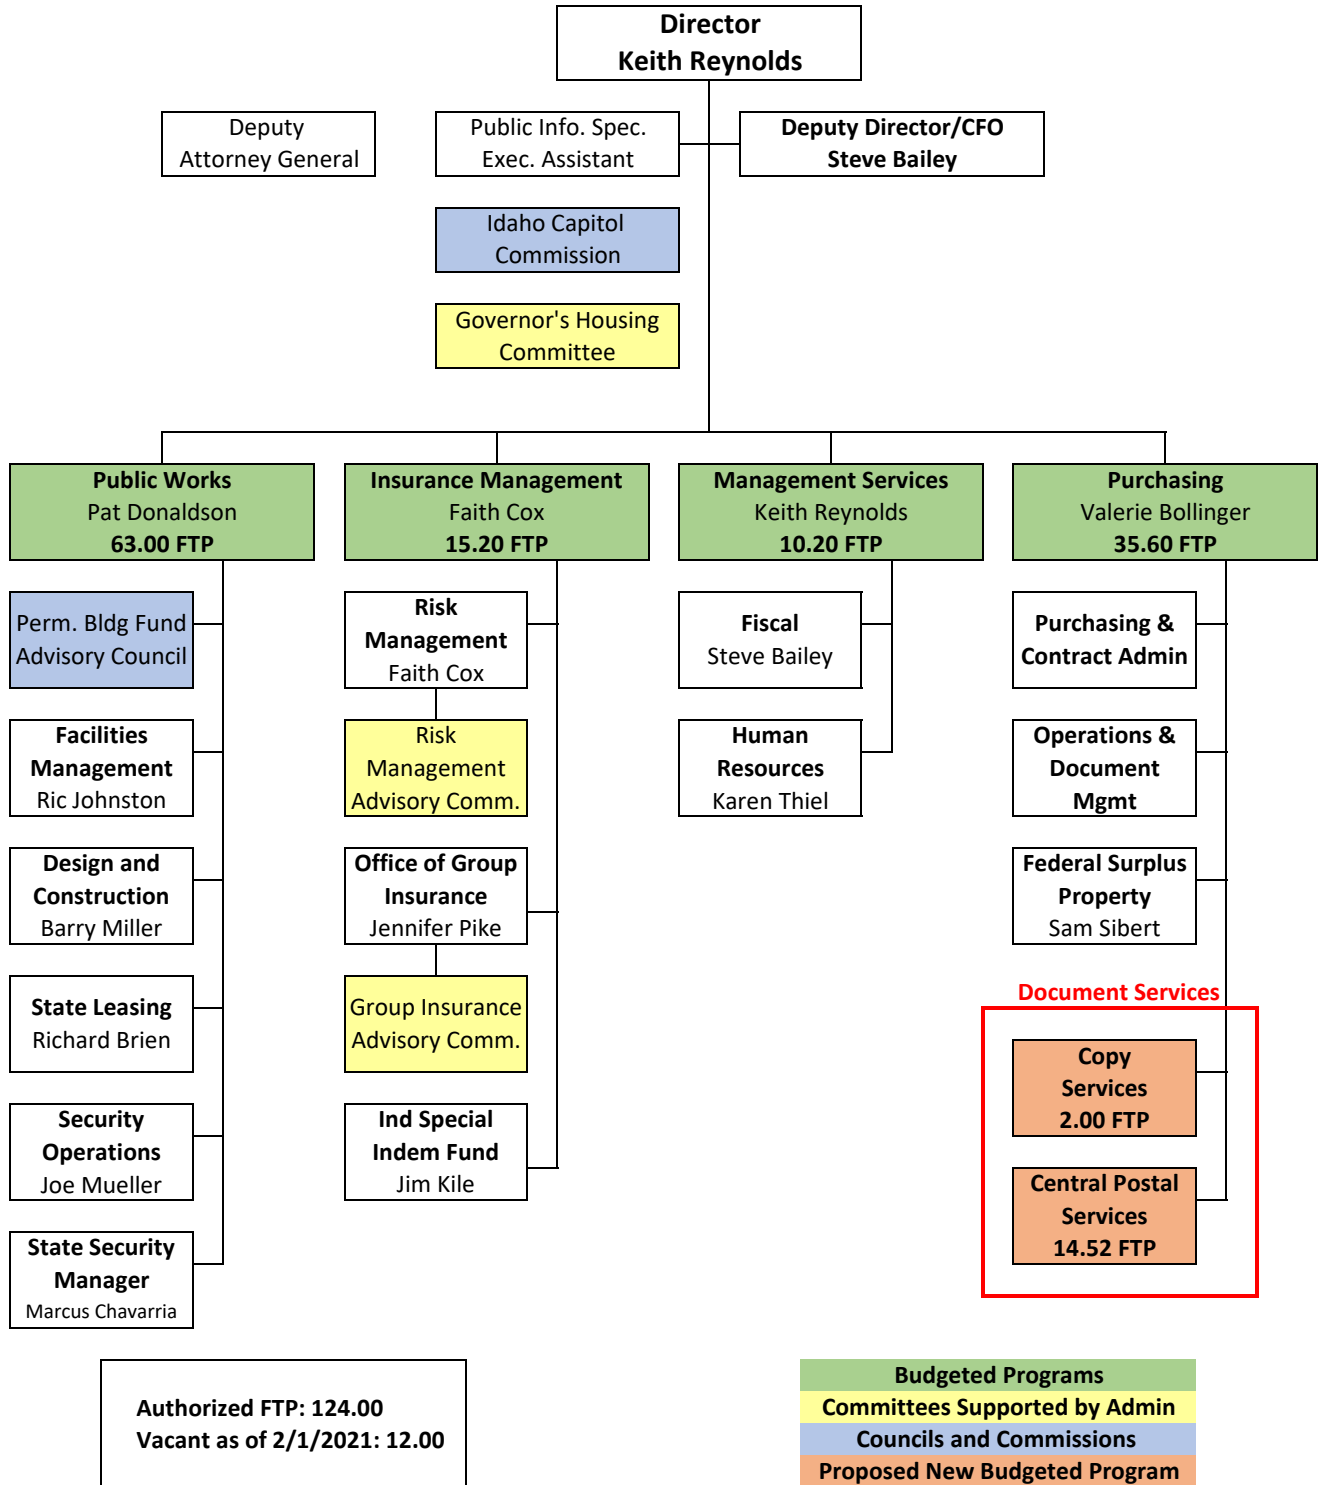 Director
Keith Reynolds
Deputy
Attorney General
Public Info. Spec.
Exec. Assistant
Deputy Director/CFO
Steve Bailey
Idaho Capitol
Commission
Governor's Housing
Committee
Public Works
Pat Donaldson
63.00 FTP
Insurance Management
Faith Cox
15.20 FTP
Management Services
Keith Reynolds
10.20 FTP
Purchasing
Valerie Bollinger
35.60 FTP
Perm. Bldg Fund
Advisory Council
Facilities
Management
Ric Johnston
Design and
Construction
Barry Miller
State Leasing
Richard Brien
Security
Operations
Joe Mueller
State Security
Manager
Marcus Chavarria
Risk
Management
Faith Cox
Risk
Management
Advisory Comm.
Office of Group
Insurance
Jennifer Pike
Group Insurance
Advisory Comm.
Ind Special
Indem Fund
Jim Kile
Fiscal
Steve Bailey
Human
Resources
Karen Thiel
Purchasing &
Contract Admin
Operations &
Document
Mgmt
Federal Surplus
Property
Sam Sibert
Document Services
Copy
Services
2.00 FTP
Central Postal
Services
14.52 FTP
Authorized FTP: 124.00
Vacant as of 2/1/2021: 12.00
Budgeted Programs
Committees Supported by Admin
Councils and Commissions
Proposed New Budgeted Program